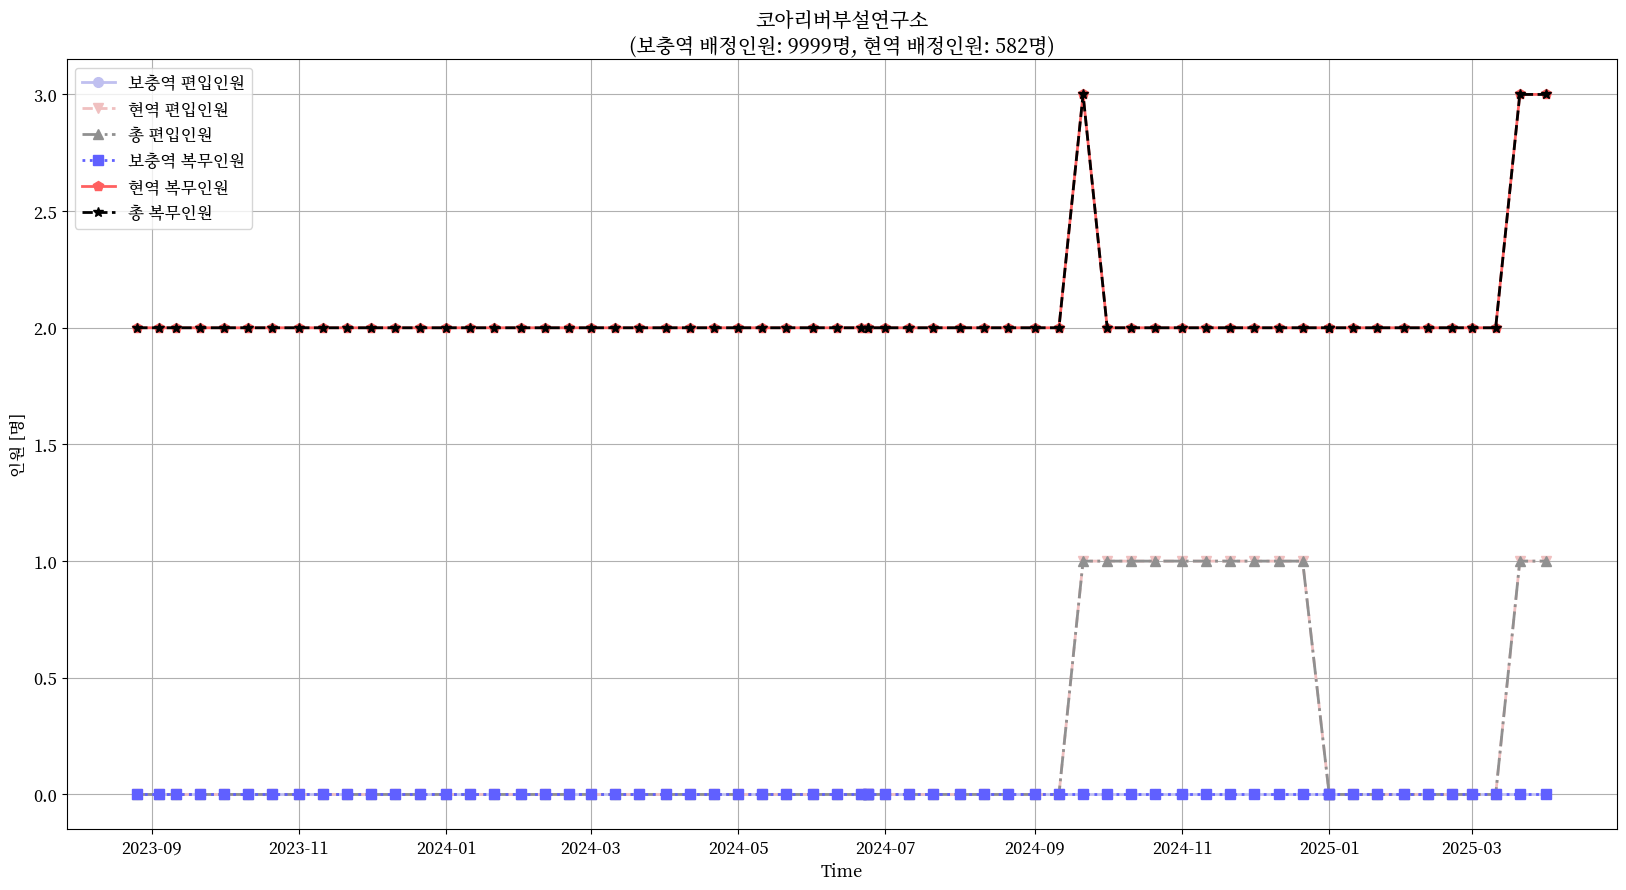 코아리버부설연구소
(보충역 배정인원: 9999명, 현역 배정인원: 582명)
보충역 편입인원
현역 편입인원
총 편입인원
보충역 복무인원
현역 복무인원
총 복무인원
3.0
2.5
2.0
1.5
1.0
0.5
0.0
인원 [명]
2023-09
2023-11
2024-01
2024-03
2024-05
2024-07
2024-09
2024-11
2025-01
2025-03
Time